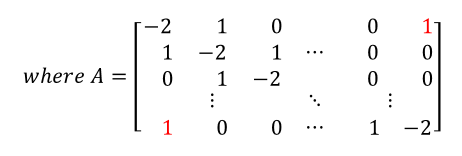 −2 1 0 0 1
1 −2 1 ⋯ 0 0
where A = 0 1 −2 0 0
⋮ ⋱ ⋮
1 0 0 ⋯ 1 −2